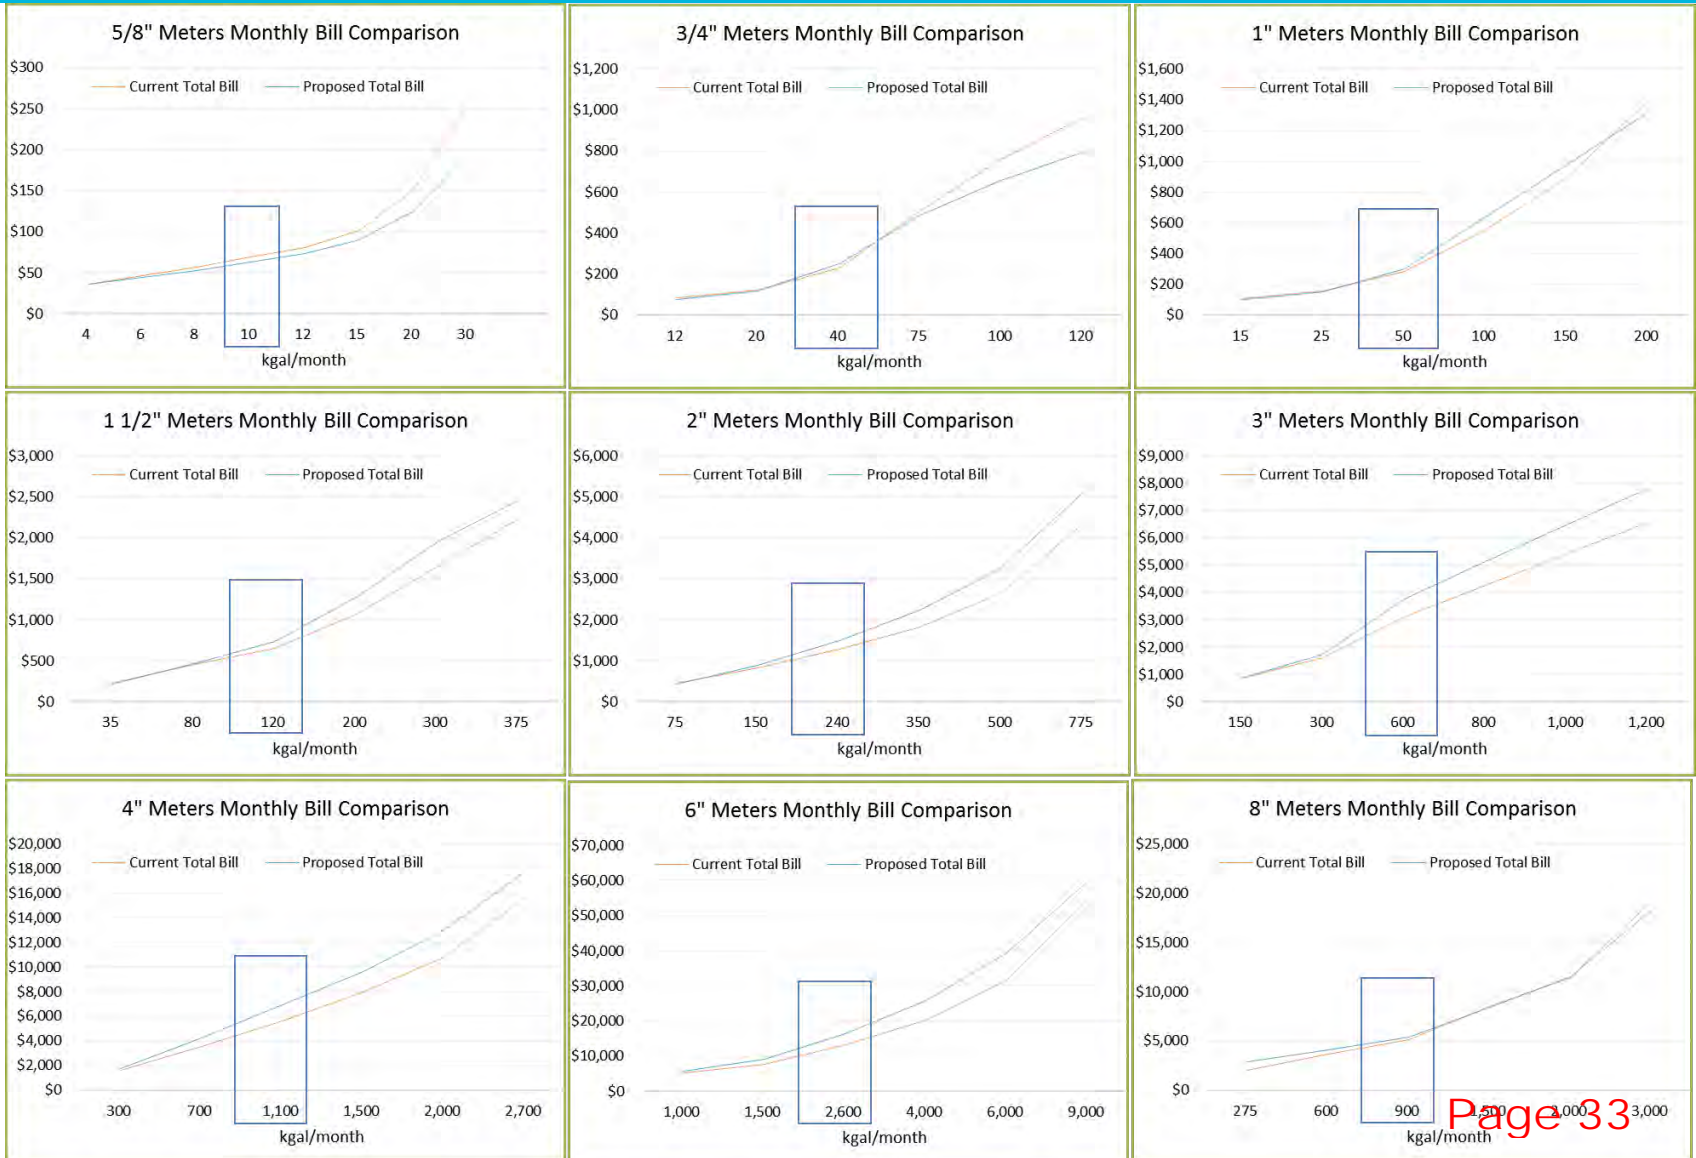 5/8" Meters Monthly Bill Comparison
$300
Current Total Bill Proposed Total Bill
$250
$200
$150
$100
$50
$0
4 6 8 10 12 15 20 30
kgal/month
3/4" Meters Monthly Bill Comparison
$1,200
Current Total Bill Proposed Total Bill
$1,000
$800
$600
$400
$200
$0
12 20 40 75 100 120
kgal/month
1" Meters Monthly Bill Comparison
$1,600
Current Total Bill Proposed Total Bill
$1,400
$1,200
$1,000
$800
$600
$400
$200
$0
15 25 50 100 150 200
kgal/month
1 1/2" Meters Monthly Bill Comparison
$3,000
Current Total Bill Proposed Total Bill
$2,500
$2,000
$1,500
$1,000
$500
$0
35 80 120 200 300 375
kgal/month
2" Meters Monthly Bill Comparison
$6,000
Current Total Bill Proposed Total Bill
$5,000
$4,000
$3,000
$2,000
$1,000
$0
75 150 240 350 500 775
kgal/month
3" Meters Monthly Bill Comparison
$9,000
Current Total Bill Proposed Total Bill
$8,000
$7,000
$6,000
$5,000
$4,000
$3,000
$2,000
$1,000
$0
150 300 600 800 1,000 1,200
kgal/month
4" Meters Monthly Bill Comparison
$20,000
Current Total Bill Proposed Total Bill
$18,000
$16,000
$14,000
$12,000
$10,000
$8,000
$6,000
$4,000
$2,000
$0
300 700 1,100 1,500 2,000 2,700
kgal/month
6" Meters Monthly Bill Comparison
$70,000
Current Total Bill Proposed Total Bill
$60,000
$50,000
$40,000
$30,000
$20,000
$10,000
$0
1,000 1,500 2,600 4,000 6,000 9,000
kgal/month
8" Meters Monthly Bill Comparison
$25,000
Current Total Bill Proposed Total Bill
$20,000
$15,000
$10,000
$5,000
$0
275 600 900 1,500 2,000 3,000
kgal/month
Page 33